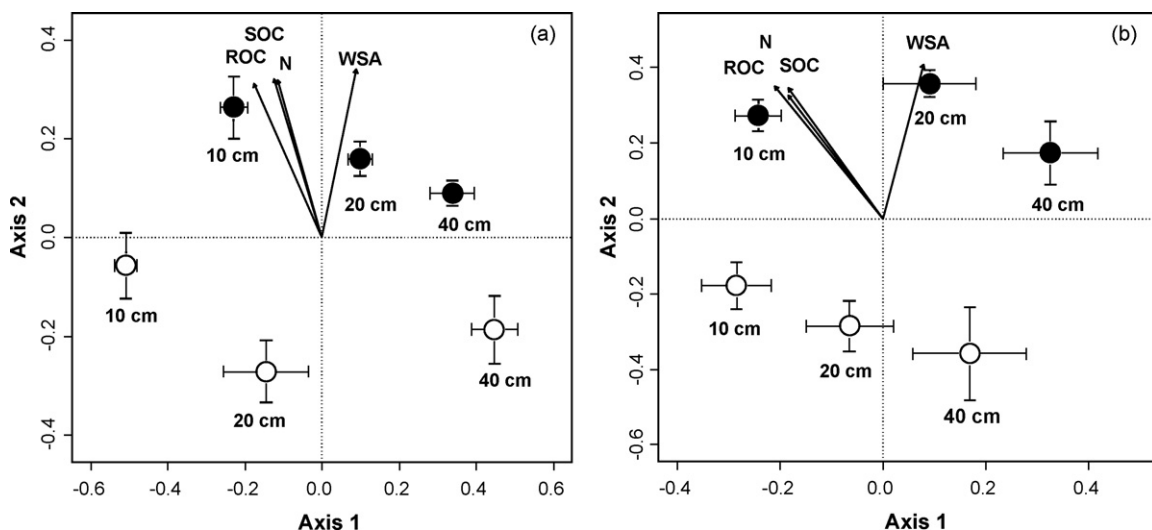 (a)
SOC
ROC N WSA
10 cm
20 cm
40 cm
10 cm
20 cm
40 cm
Axis 2
0.4
0.2
0.0
-0.2
-0.4
-0.6 -0.4 -0.2 0.0 0.2 0.4 0.6
Axis 1
(b)
N WSA
ROC SOC
10 cm
20 cm
40 cm
10 cm
20 cm
40 cm
Axis 2
0.4
0.2
0.0
-0.2
-0.4
-0.6
-0.4 -0.2 0.0 0.2 0.4
Axis 1